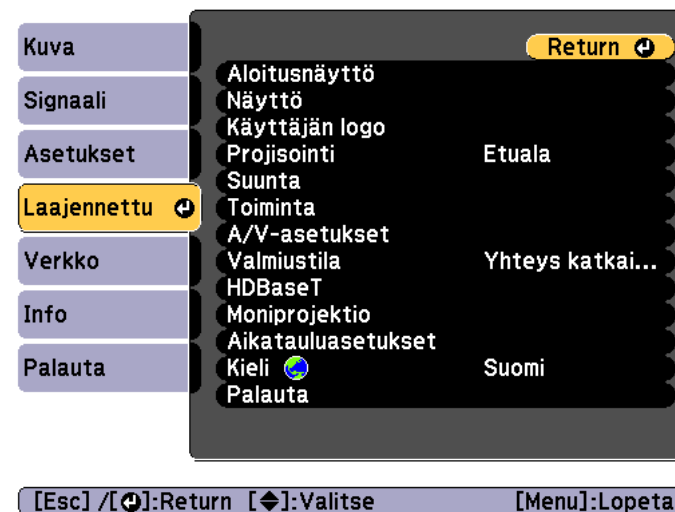 Kuva
Signaali
Asetukset
Laajennettu
Verkko
Info
Palauta
Return
Aloitusnäyttö
Näyttö
Käyttäjän logo
Projisointi Etuala
Suunta
Toiminta
A/V-asetukset
Valmiustila Yhteys katkai...
HDBaseT
Moniprojektio
Aikatauluasetukset
Kieli Suomi
Palauta
[Esc] /[ ]:Return [ ]:Valitse [Menu]:Lopeta